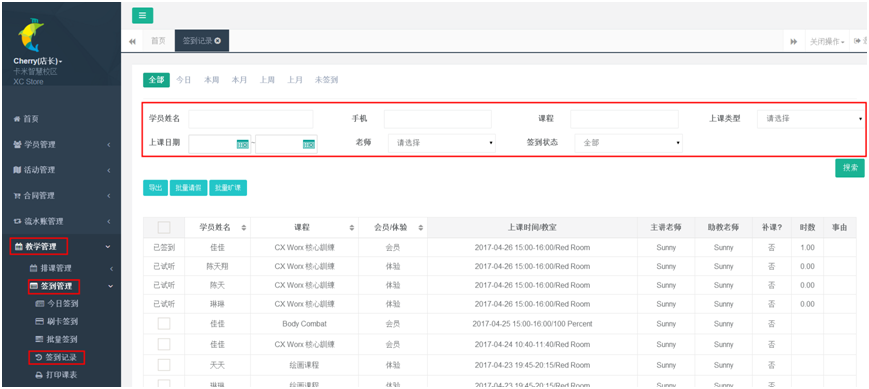 Cherry(店长)
卡米智慧校区
XC Store
首页
学员管理
活动管理
合同管理
流水账管理
教学管理
排课管理
签到管理
今日签到
刷卡签到
批量签到
签到记录
打印课表
首页 签到记录 关闭操作
全部 今日 本周 本月 上周 上月 未签到
学员姓名 手机 课程 上课类型 请选择
上课日期 ~ 老师 请选择 签到状态 全部
搜索
导出 批量请假 批量旷课
学员姓名 课程 会员/体验 上课时间/教室 主讲老师 助教老师 补课? 时数 事由
已签到 佳佳 CX Worx 核心訓練 会员 2017-04-26 15:00-16:00/Red Room Sunny Sunny 否 1.00
已试听 陈天翔 CX Worx 核心訓練 体验 2017-04-26 15:00-16:00/Red Room Sunny Sunny 否 0.00
已试听 陈天 CX Worx 核心訓練 体验 2017-04-26 15:00-16:00/Red Room Sunny Sunny 否 0.00
已试听 琳琳 CX Worx 核心訓練 体验 2017-04-26 15:00-16:00/Red Room Sunny Sunny 否 0.00
佳佳 Body Combat 会员 2017-04-25 15:00-16:00/100 Percent Sunny Sunny 否
佳佳 CX Worx 核心訓練 会员 2017-04-24 10:40-11:40/Red Room Sunny Sunny 否
天天 绘画课程 体验 2017-04-23 19:45-20:15/Red Room Sunny Sunny 否
琳琳 绘画课程 体验 2017-04-23 19:45-20:15/Red Room Sunny Sunny 否